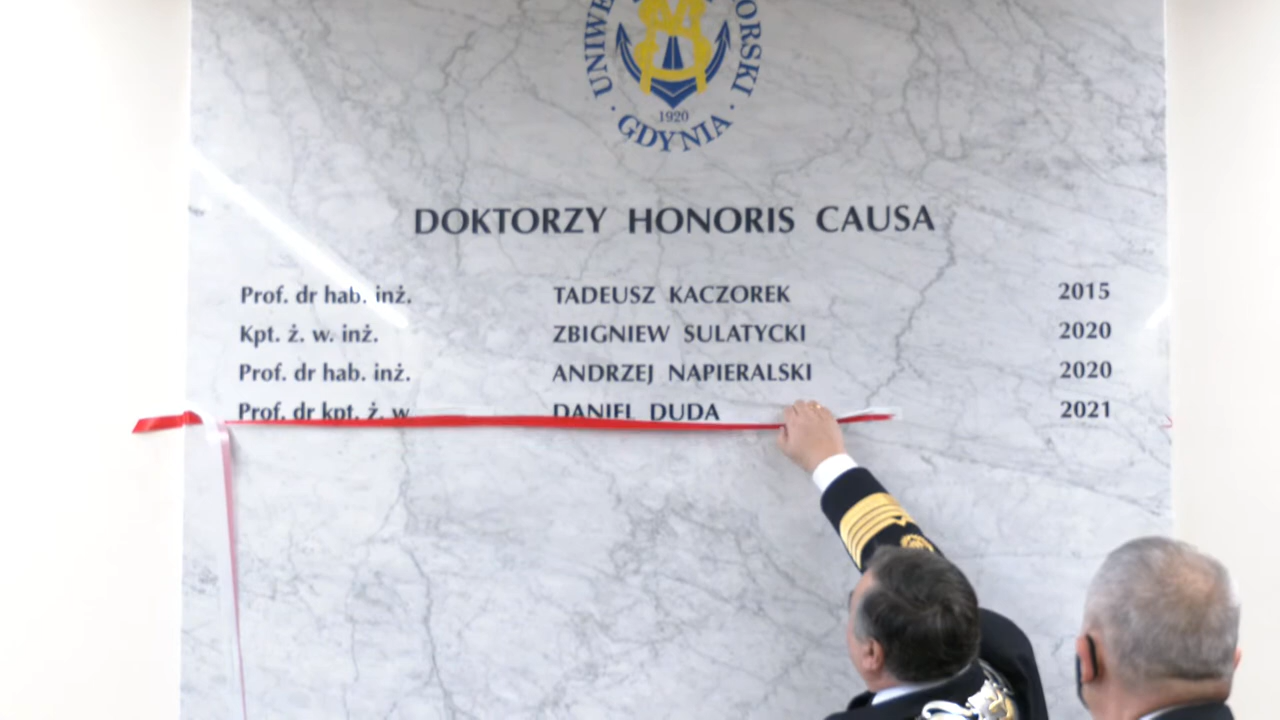 UNIWE ORSKI
1920
· GDYNIA ·
DOKTORZY HONORIS CAUSA
Prof. dr hab. inż. TADEUSZ KACZOREK 2015
Kpt. ż. w. inż. ZBIGNIEW SULATYCKI 2020
Prof. dr hab. inż. ANDRZEJ NAPIERALSKI 2020
Prof. dr kpt. ż. w. DANIEL DUDA 2021